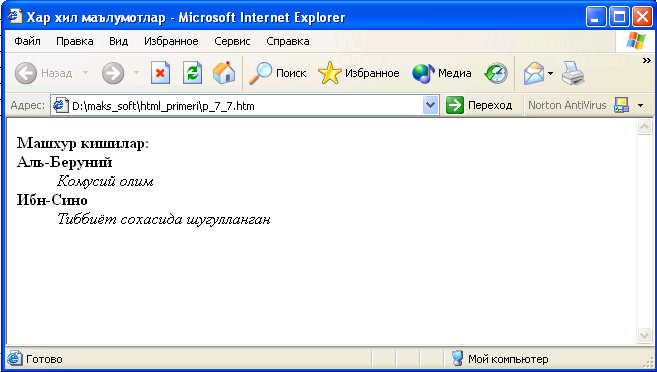 Хар хил маълумотлар - Microsoft Internet Explorer
Файл Правка Вид Избранное Сервис Справка
Назад Поиск Избранное Медиа
Адрес: D:\maks_soft\html_primeri\p_7_7.htm Переход Norton AntiVirus
Машхур кишилар:
Аль-Беруний
Комусий олим
Ибн-Сино
Тиббиёт сохасида шугулланган
Готово Мой компьютер